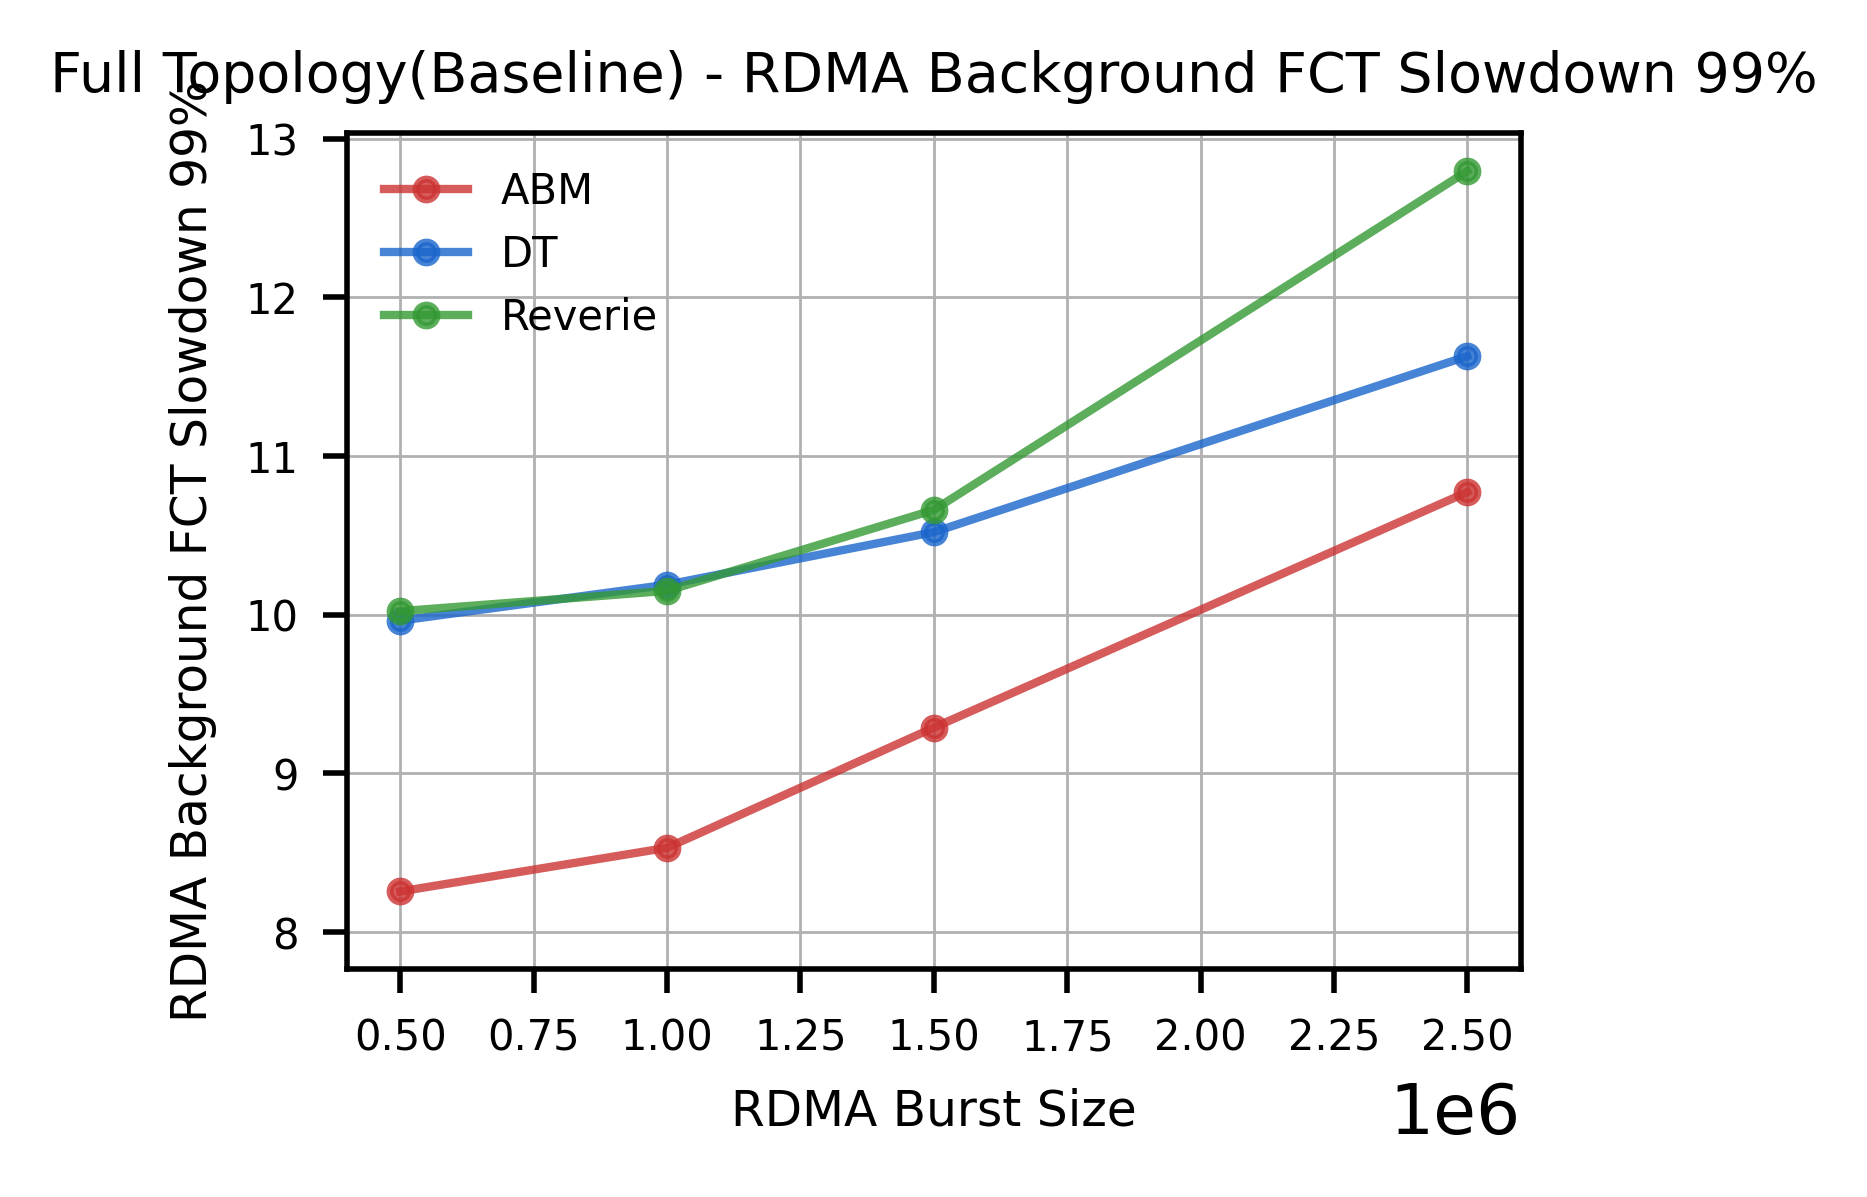 Full Topology(Baseline) - RDMA Background FCT Slowdown 99%
RDMA Background FCT Slowdown 99%
13
12
11
10
9
8
ABM
DT
Reverie
0.50 0.75 1.00 1.25 1.50 1.75 2.00 2.25 2.50
RDMA Burst Size
1e6